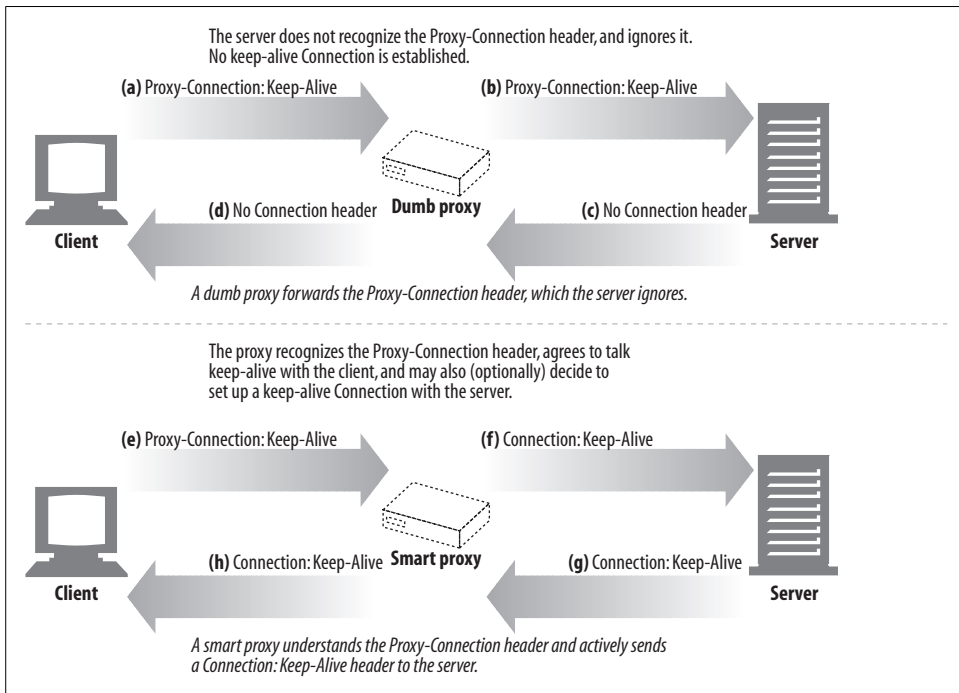 The server does not recognize the Proxy-Connection header, and ignores it.
No keep-alive Connection is established.
(a) Proxy-Connection: Keep-Alive
(b) Proxy-Connection: Keep-Alive
(d) No Connection header
Dumb proxy
(c) No Connection header
Client
Server
A dumb proxy forwards the Proxy-Connection header, which the server ignores.
The proxy recognizes the Proxy-Connection header, agrees to talk
keep-alive with the client, and may also (optionally) decide to
set up a keep-alive Connection with the server.
(e) Proxy-Connection: Keep-Alive
(f) Connection: Keep-Alive
(h) Connection: Keep-Alive
Smart proxy
(g) Connection: Keep-Alive
Client
Server
A smart proxy understands the Proxy-Connection header and actively sends
a Connection: Keep-Alive header to the server.